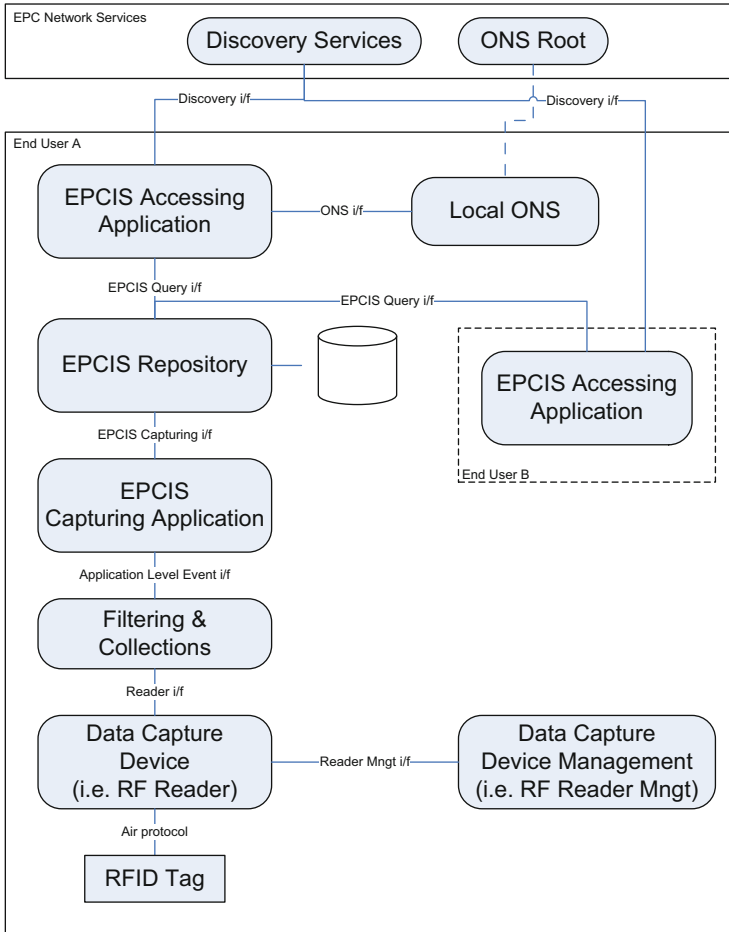 EPC Network Services
Discovery Services
ONS Root
Discovery i/f
Discovery i/f
End User A
EPCIS Accessing
Application
ONS i/f
Local ONS
EPCIS Query i/f
EPCIS Query i/f
EPCIS Repository
EPCIS Accessing
Application
End User B
EPCIS Capturing i/f
EPCIS
Capturing Application
Application Level Event i/f
Filtering &
Collections
Reader i/f
Data Capture
Device
(i.e. RF Reader)
Reader Mngt i/f
Data Capture
Device Management
(i.e. RF Reader Mngt)
Air protocol
RFID Tag